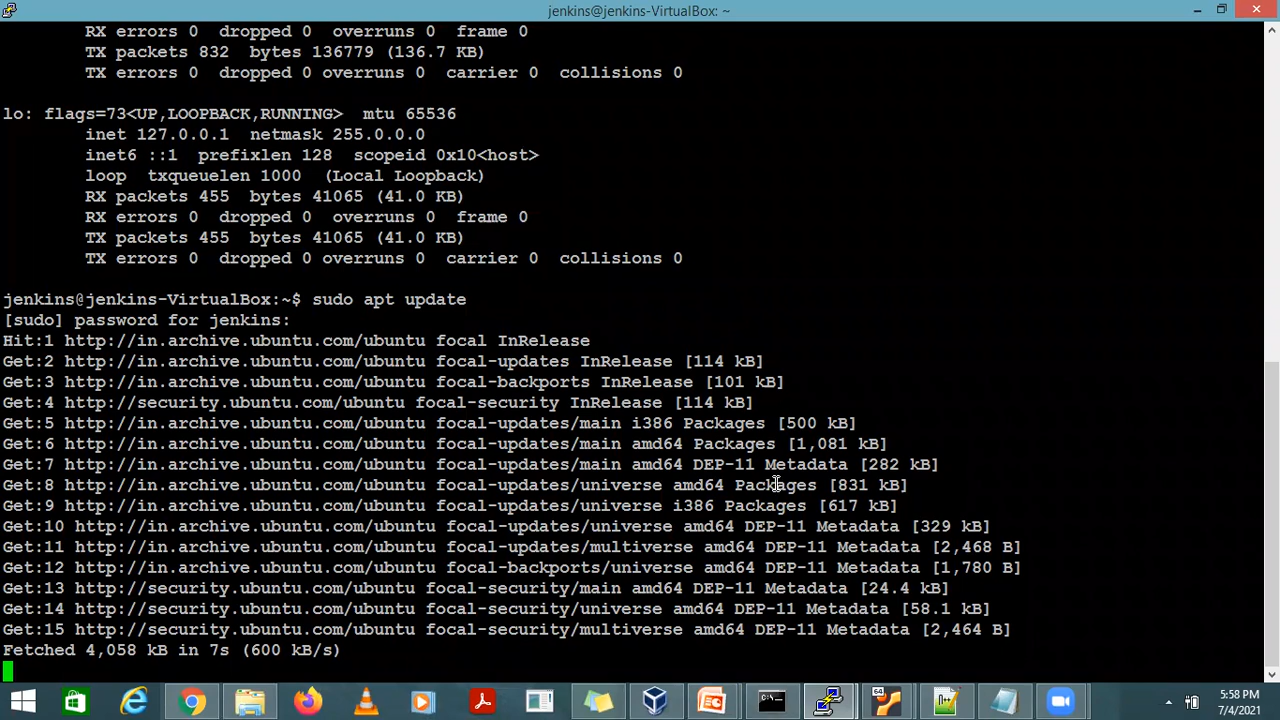 jenkins@jenkins-VirtualBox: ~
RX errors 0  dropped 0  overruns 0  frame 0
TX packets 832  bytes 136779 (136.7 KB)
TX errors 0  dropped 0 overruns 0  carrier 0  collisions 0
lo: flags=73<UP,LOOPBACK,RUNNING>  mtu 65536
inet 127.0.0.1  netmask 255.0.0.0
inet6 ::1  prefixlen 128  scopeid 0x10<host>
loop  txqueuelen 1000  (Local Loopback)
RX packets 455  bytes 41065 (41.0 KB)
RX errors 0  dropped 0  overruns 0  frame 0
TX packets 455  bytes 41065 (41.0 KB)
TX errors 0  dropped 0 overruns 0  carrier 0  collisions 0
jenkins@jenkins-VirtualBox:~$ sudo apt update
[sudo] password for jenkins:
Hit:1 http://in.archive.ubuntu.com/ubuntu focal InRelease
Get:2 http://in.archive.ubuntu.com/ubuntu focal-updates InRelease [114 kB]
Get:3 http://in.archive.ubuntu.com/ubuntu focal-backports InRelease [101 kB]
Get:4 http://security.ubuntu.com/ubuntu focal-security InRelease [114 kB]
Get:5 http://in.archive.ubuntu.com/ubuntu focal-updates/main i386 Packages [500 kB]
Get:6 http://in.archive.ubuntu.com/ubuntu focal-updates/main amd64 Packages [1,081 kB]
Get:7 http://in.archive.ubuntu.com/ubuntu focal-updates/main amd64 DEP-11 Metadata [282 kB]
Get:8 http://in.archive.ubuntu.com/ubuntu focal-updates/universe amd64 Packages [831 kB]
Get:9 http://in.archive.ubuntu.com/ubuntu focal-updates/universe i386 Packages [617 kB]
Get:10 http://in.archive.ubuntu.com/ubuntu focal-updates/universe amd64 DEP-11 Metadata [329 kB]
Get:11 http://in.archive.ubuntu.com/ubuntu focal-updates/multiverse amd64 DEP-11 Metadata [2,468 B]
Get:12 http://in.archive.ubuntu.com/ubuntu focal-backports/universe amd64 DEP-11 Metadata [1,780 B]
Get:13 http://security.ubuntu.com/ubuntu focal-security/main amd64 DEP-11 Metadata [24.4 kB]
Get:14 http://security.ubuntu.com/ubuntu focal-security/universe amd64 DEP-11 Metadata [58.1 kB]
Get:15 http://security.ubuntu.com/ubuntu focal-security/multiverse amd64 DEP-11 Metadata [2,464 B]
Fetched 4,058 kB in 7s (600 kB/s)
64
5:58 PM
7/4/2021